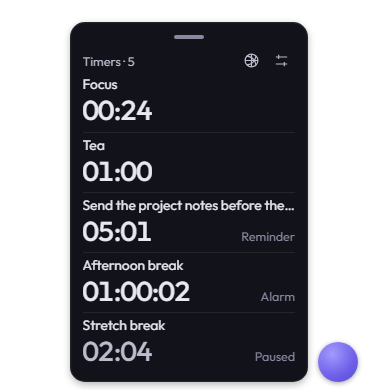 Timers · 5
Focus
00:24
Tea
01:00
Send the project notes before the…
05:01
Reminder
Afternoon break
01:00:02
Alarm
Stretch break
02:04
Paused